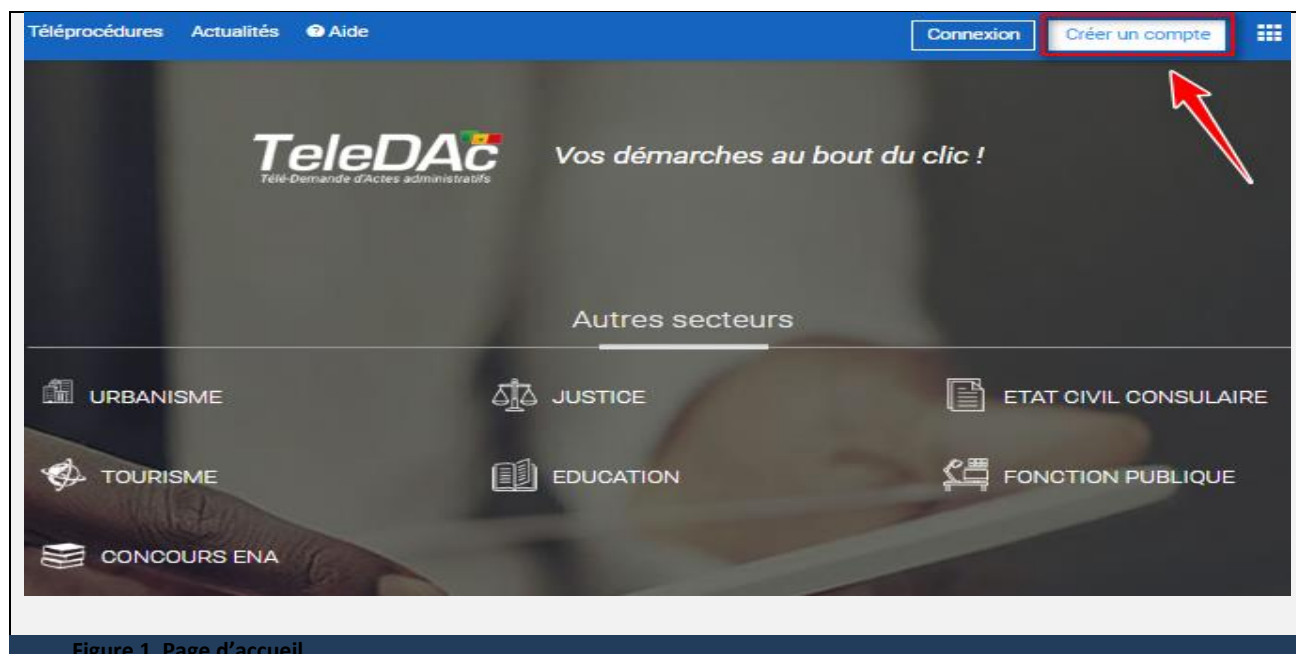 Téléprocédures Actualités Aide Connexion Créer un compte
TeleDAc Vos démarches au bout du clic !
Télé-Demande d'Actes administratifs
Autres secteurs
URBANISME JUSTICE ETAT CIVIL CONSULAIRE
TOURISME EDUCATION FONCTION PUBLIQUE
CONCOURS ENA
Figure 1. Page d'accueil